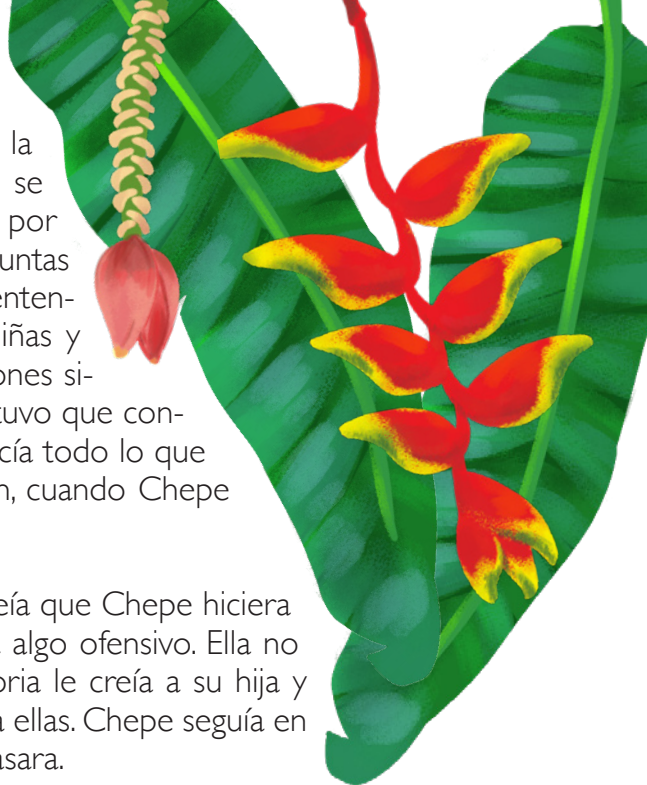 la
se
por
untas
enten-
iñas y
ones si-
tuvo que con-
cía todo lo que
n, cuando Chepe
eía que Chepe hiciera
algo ofensivo. Ella no
oria le creía a su hija y
a ellas. Chepe seguía en
asara.